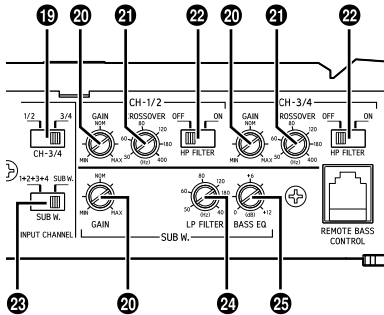 19 20 21 22 20 21 22
CH-1/2 CH-3/4
1/2 3/4 GAIN CROSSOVER OFF ON GAIN CROSSOVER OFF ON
NOM 80 120 180 NOM 80 120 180
MIN MAX 50 (Hz) 400 MIN MAX 50 (Hz) 400
CH-3/4 HP FILTER HP FILTER
1+2+3+4 SUB W. NOM 80 120 +6
60 140 180
MIN MAX 50 (Hz) 40 0 (dB) +12
SUB W. GAIN LP FILTER BASS EQ REMOTE BASS
INPUT CHANNEL SUB W. CONTROL
23 20 24 25